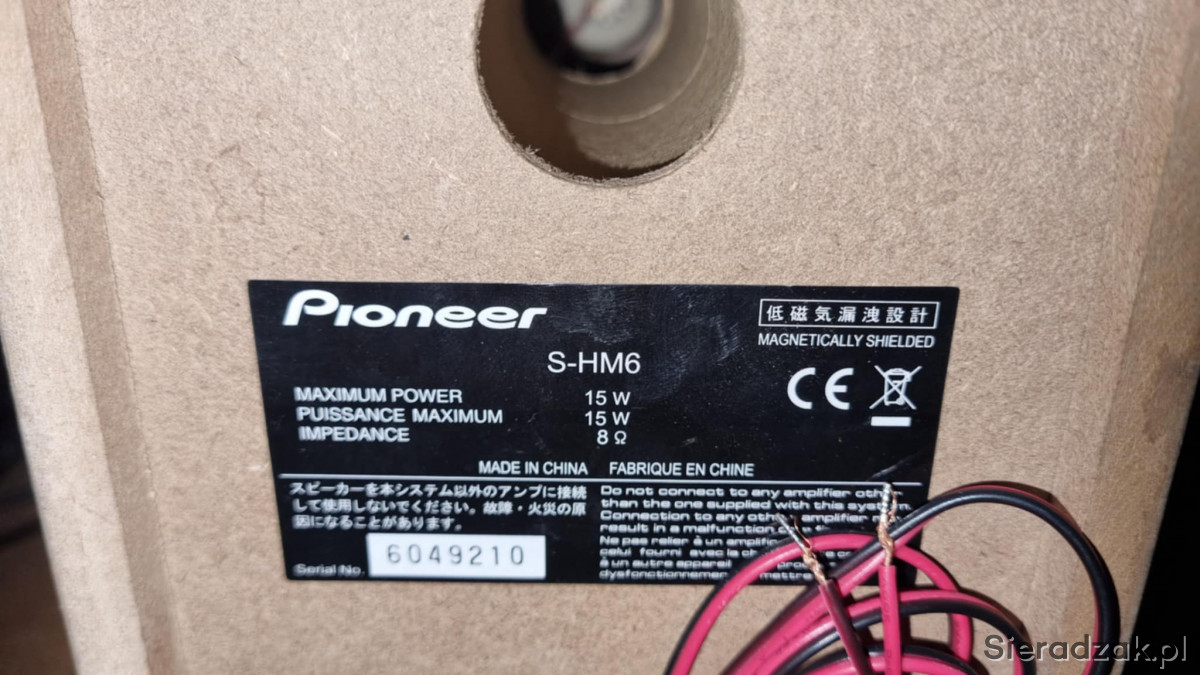 Pioneer
低磁気漏洩設計
MAGNETICALLY SHIELDED
S-HM6
MAXIMUM POWER 15 W
PUISSANCE MAXIMUM 15 W
IMPEDANCE 8 Ω
CE
MADE IN CHINA FABRIQUE EN CHINE
スピーカーを本システム以外のアンプに接続
して使用しないでください。故障・火災の原
因になることがあります。
Serial No. 6049210
Do not connect to any amplifier other
than the one supplied with this system.
Connection to any other amplifier may
result in a malfunction
Ne pas relier à un
celui fourni avec la
à un autre appareil
Sieradzak.pl